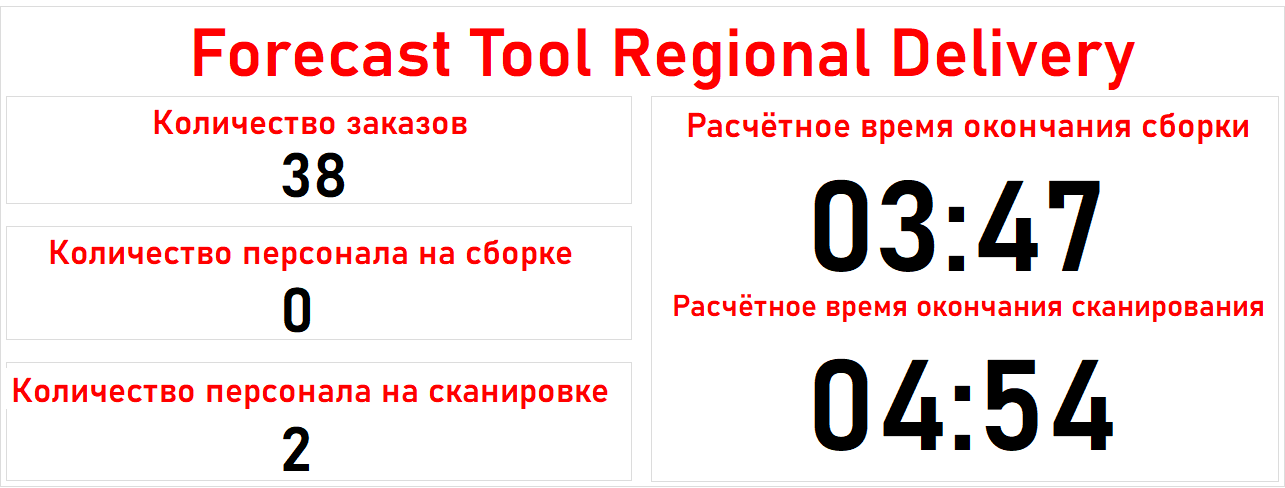 Forecast Tool Regional Delivery
Количество заказов
38
Количество персонала на сборке
0
Количество персонала на сканировке
2
Расчётное время окончания сборки
03:47
Расчётное время окончания сканирования
04:54